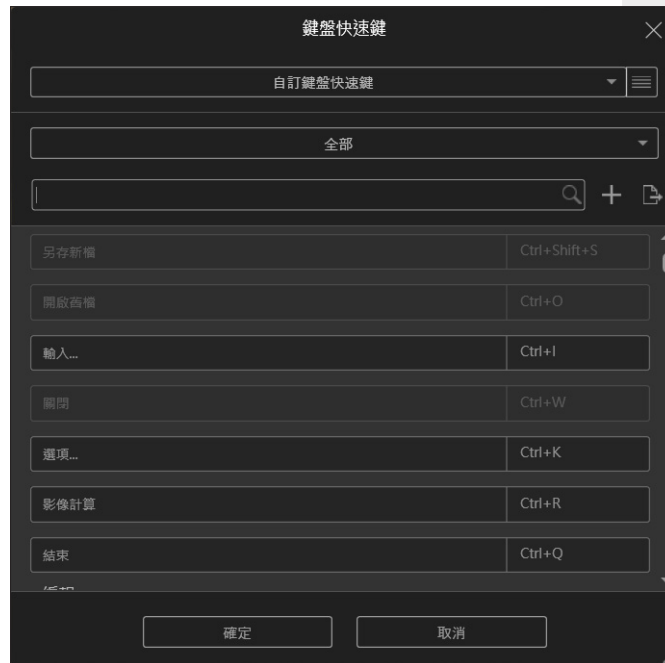 鍵盤快速鍵
自訂鍵盤快速鍵
全部
另存新檔 Ctrl+Shift+S
開啟舊檔 Ctrl+O
輸入... Ctrl+I
關閉 Ctrl+W
選項... Ctrl+K
影像計算 Ctrl+R
結束 Ctrl+Q
確定 取消